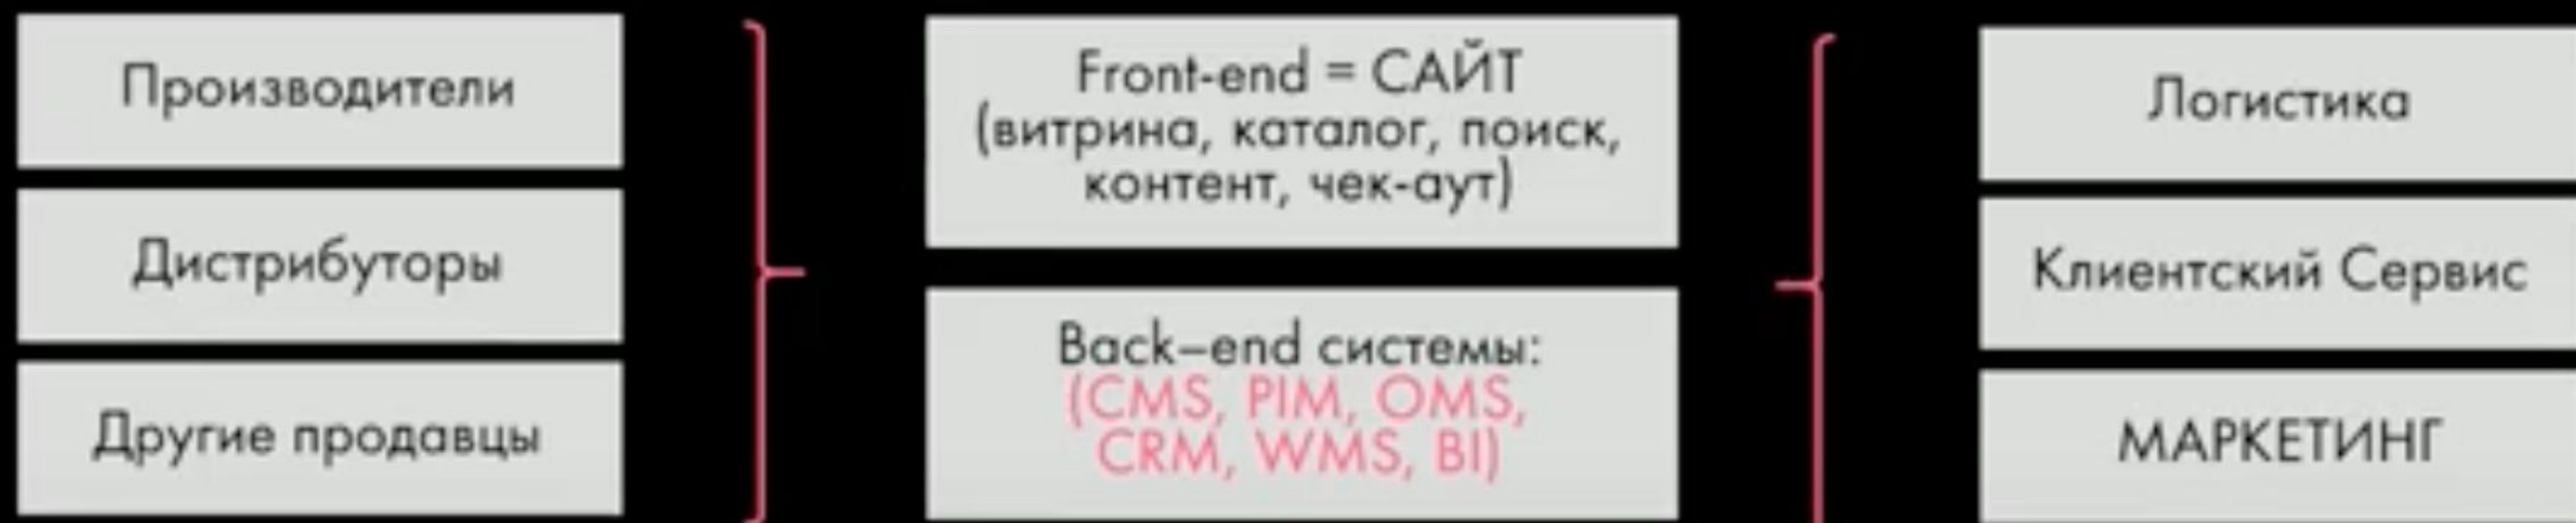 Производители
Дистрибуторы
Другие продавцы
Front-end = САЙТ
(витрина, каталог, поиск,
контент, чек-аут)
Back–end системы:
(CMS, PIM, OMS,
CRM, WMS, BI)
Логистика
Клиентский Сервис
МАРКЕТИНГ